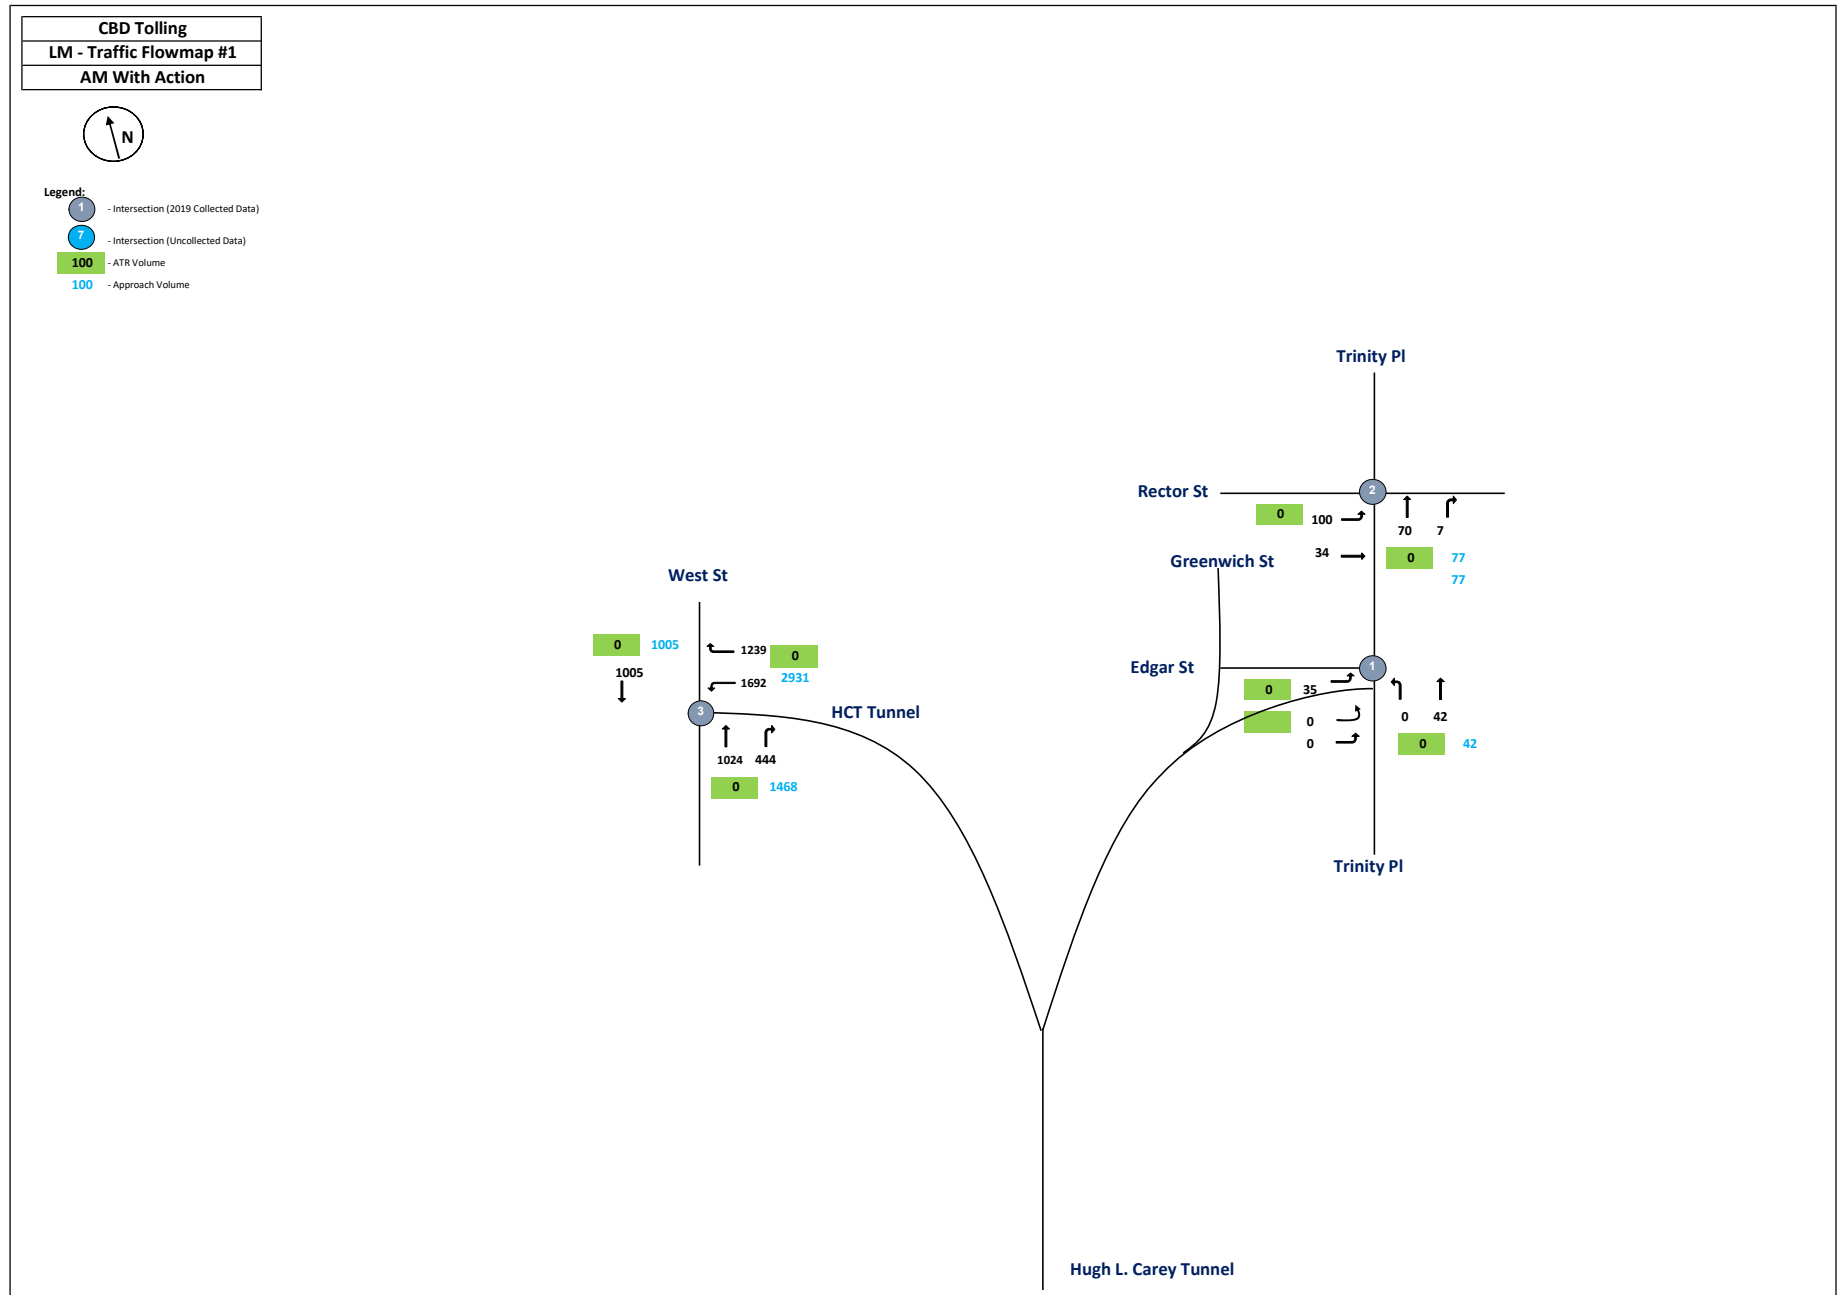 CBD Tolling
LM - Traffic Flowmap #1
AM With Action
N
Legend:
1 - Intersection (2019 Collected Data)
7 - Intersection (Uncollected Data)
100 - ATR Volume
100 - Approach Volume
Trinity Pl
Rector St
2
0 100
70 7
34
0 77
77
Greenwich St
West St
0 1005
1239 0
1005
1692 2931
3
HCT Tunnel
1024 444
0 1468
Edgar St
1
0 35
0
0
0 42
0 42
Trinity Pl
Hugh L. Carey Tunnel